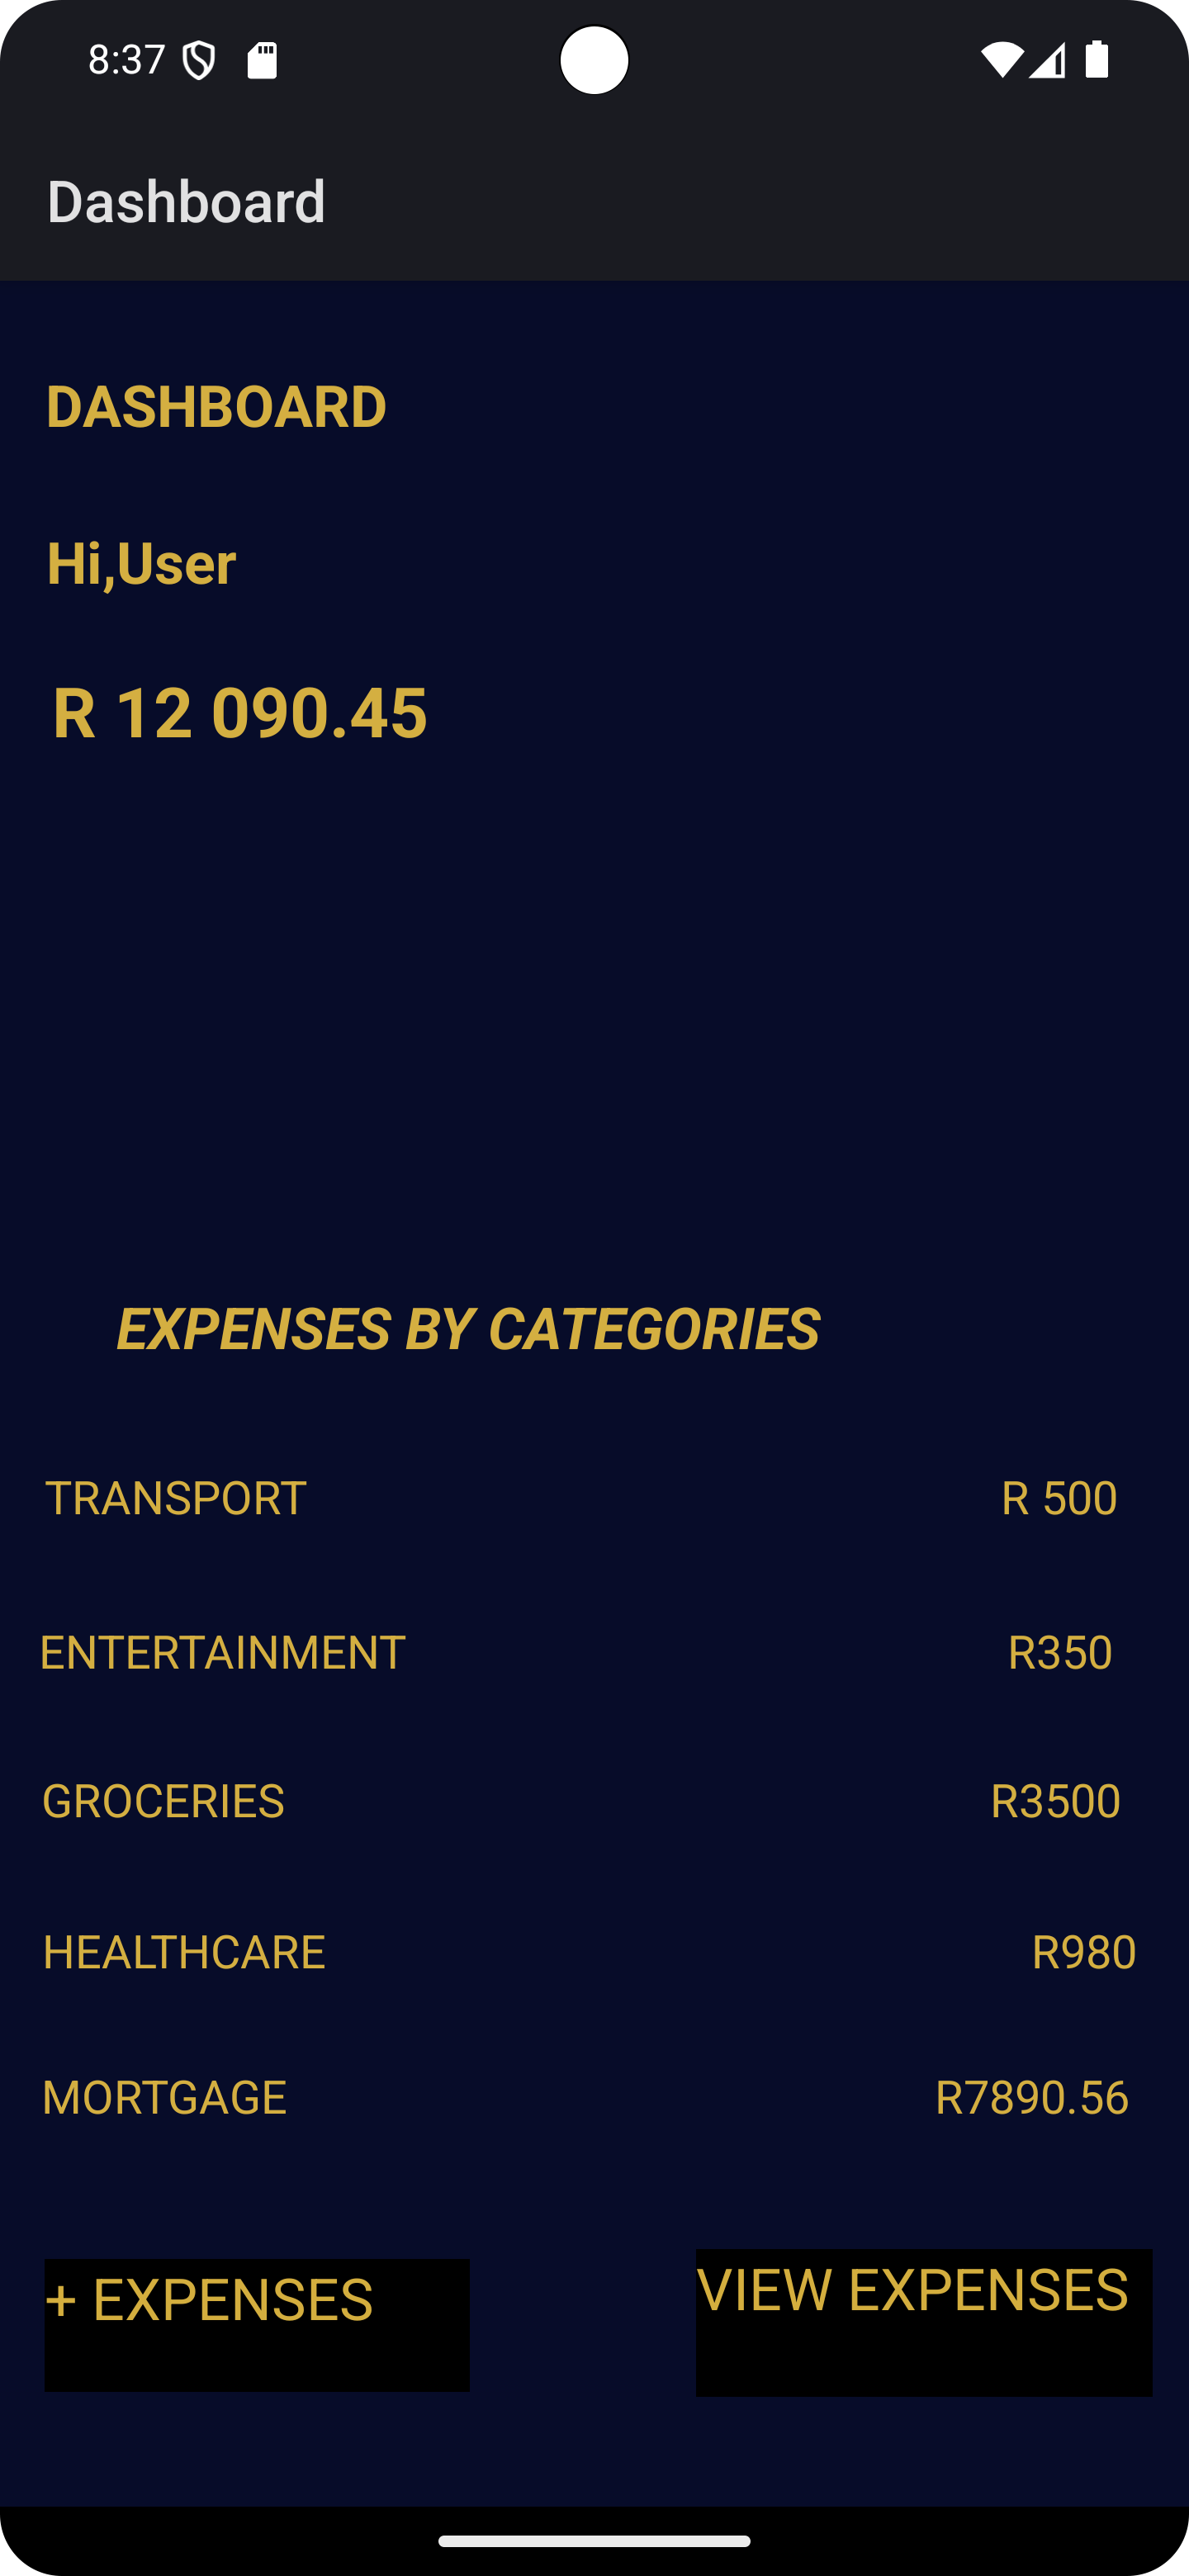 8:37
Dashboard
DASHBOARD
Hi,User
R 12 090.45
EXPENSES BY CATEGORIES
TRANSPORT R 500
ENTERTAINMENT R350
GROCERIES R3500
HEALTHCARE R980
MORTGAGE R7890.56
+ EXPENSES VIEW EXPENSES